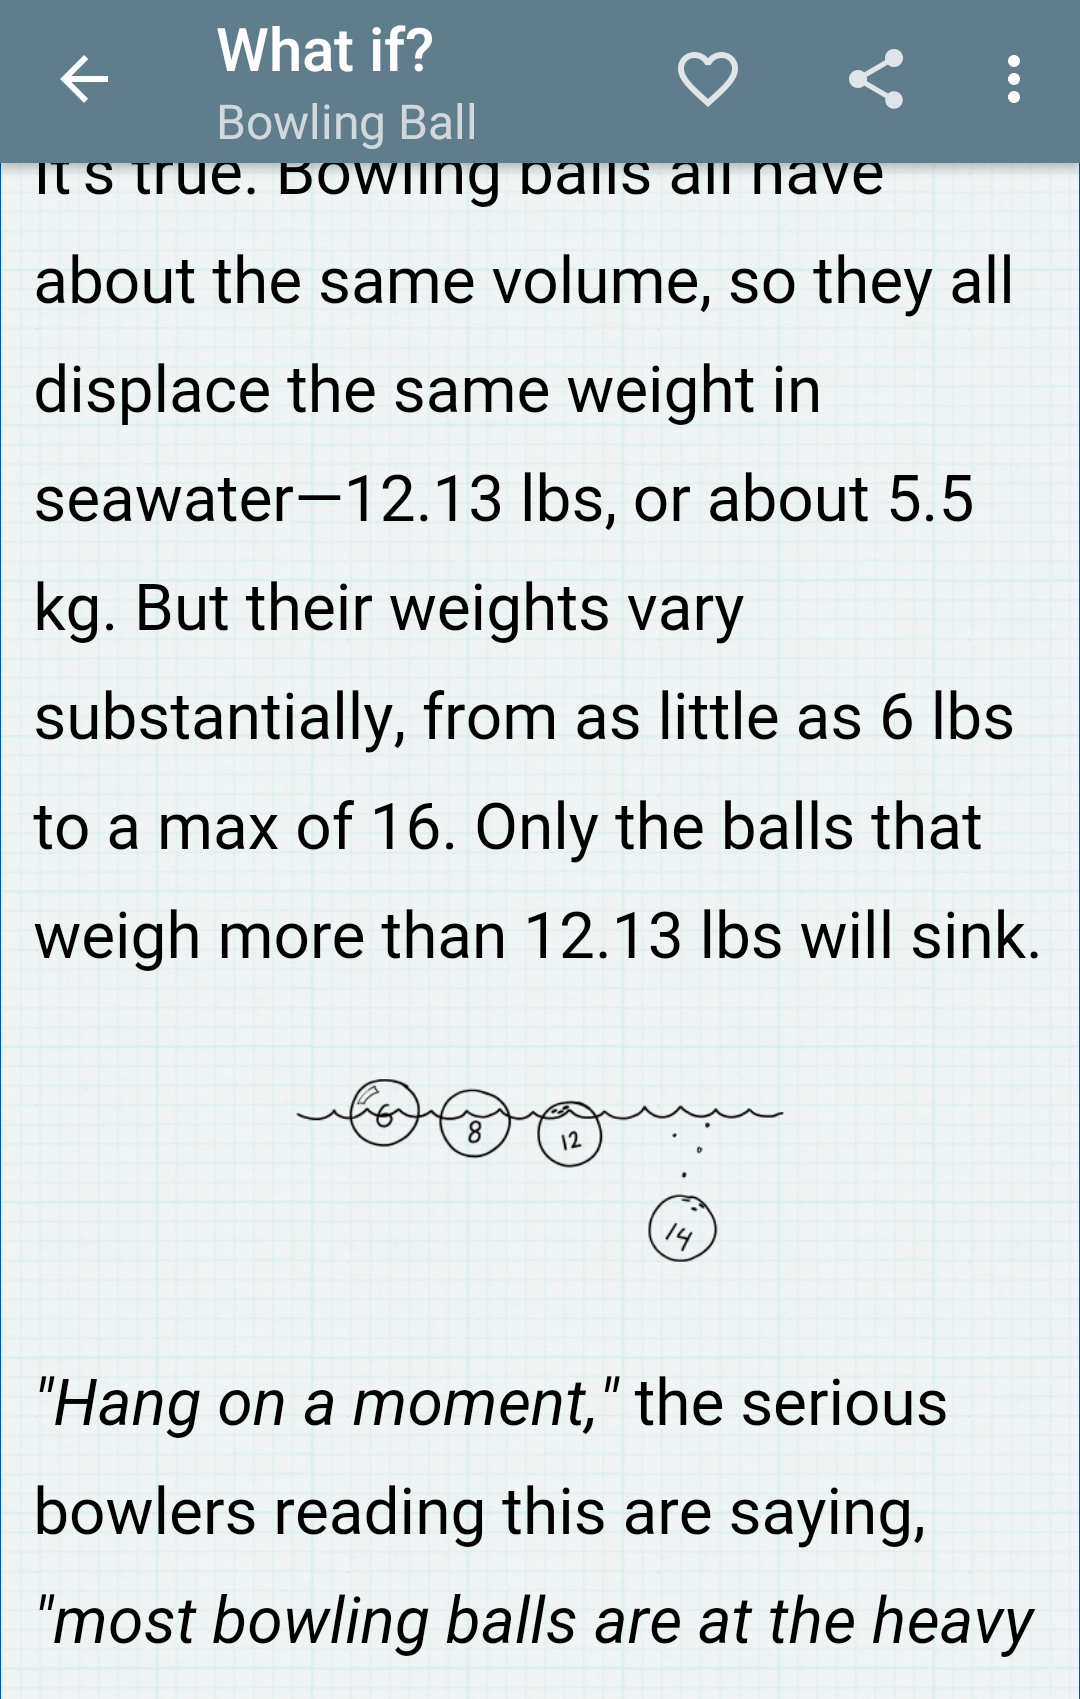 What if?
Bowling Ball
It's true. Bowling balls all have
about the same volume, so they all
displace the same weight in
seawater—12.13 lbs, or about 5.5
kg. But their weights vary
substantially, from as little as 6 lbs
to a max of 16. Only the balls that
weigh more than 12.13 lbs will sink.
6
8
12
14
"Hang on a moment," the serious
bowlers reading this are saying,
"most bowling balls are at the heavy